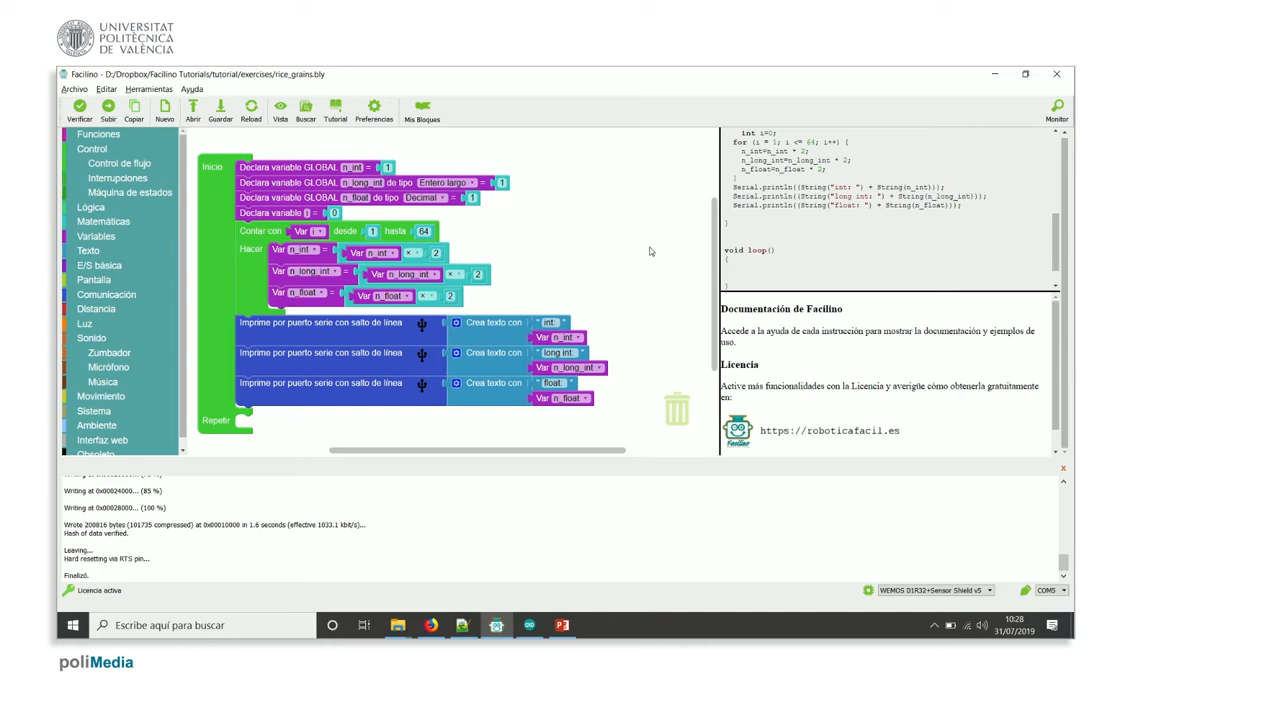 UNIVERSITAT
POLITÈCNICA
DE VALÈNCIA
Facilino - D:/Dropbox/Facilino Tutorials/tutorial/exercises/rice_grains.bly
Archivo Editar Herramientas Ayuda
Verificar Subir Copiar Nuevo Abrir Guardar Reload Vista Buscar Tutorial Preferencias Mis Bloques Monitor
Funciones
Control
Control de flujo
Interrupciones
Máquina de estados
Lógica
Matemáticas
Variables
Texto
E/S básica
Pantalla
Comunicación
Distancia
Luz
Sonido
Zumbador
Micrófono
Música
Movimiento
Sistema
Ambiente
Interfaz web
Obsoleto
Inicio
Declara variable GLOBAL n_int = 1
Declara variable GLOBAL n_long_int de tipo Entero largo = 1
Declara variable GLOBAL n_float de tipo Decimal = 1
Declara variable i = 0
Contar con Var i desde 1 hasta 64
Hacer Var n_int = Var n_int × 2
Var n_long_int = Var n_long_int × 2
Var n_float = Var n_float × 2
Imprime por puerto serie con salto de línea Crea texto con " int: "
Var n_int
Imprime por puerto serie con salto de línea Crea texto con " long int: "
Var n_long_int
Imprime por puerto serie con salto de línea Crea texto con " float: "
Var n_float
Repetir
int i=0;
for (i = 1; i <= 64; i++) {
n_int=n_int * 2;
n_long_int=n_long_int * 2;
n_float=n_float * 2;
}
Serial.println((String("int: ") + String(n_int)));
Serial.println((String("long int: ") + String(n_long_int)));
Serial.println((String("float: ") + String(n_float)));
}
void loop()
{
}
Documentación de Facilino
Accede a la ayuda de cada instrucción para mostrar la documentación y ejemplos de
uso.
Licencia
Active más funcionalidades con la Licencia y averigüe cómo obtenerla gratuitamente
en:
Facilino
https://roboticafacil.es
x
Writing at 0x00024000... (85 %)
Writing at 0x00028000... (100 %)
Wrote 200816 bytes (101735 compressed) at 0x00010000 in 1.6 seconds (effective 1033.1 kbit/s)...
Hash of data verified.
Leaving...
Hard resetting via RTS pin...
Finalizó.
Licencia activa
WEMOS D1R32+Sensor Shield v5
COM5
Escribe aquí para buscar
10:28
31/07/2019
poliMedia